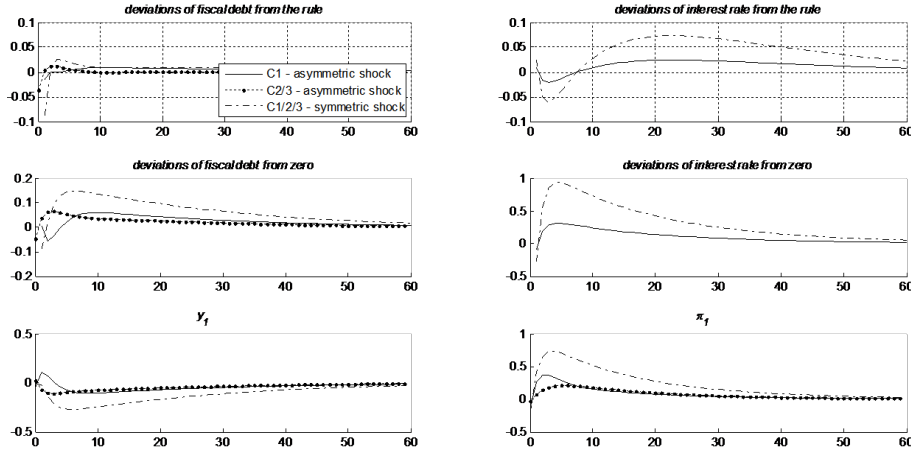 deviations of fiscal debt from the rule
0.1
0.05
0
-0.05
-0.1
0 10 20 30 40 50 60
C1 - asymmetric shock
C2/3 - asymmetric shock
C1/2/3 - symmetric shock
deviations of interest rate from the rule
0.1
0.05
0
-0.05
-0.1
0 10 20 30 40 50 60
deviations of fiscal debt from zero
0.2
0.1
0
0.1
0.2
0 10 20 30 40 50 60
deviations of interest rate from zero
1
0.5
0
-0.5
0 10 20 30 40 50 60
y1
0.5
0
-0.5
0 10 20 30 40 50 60
π1
1
0.5
0
-0.5
0 10 20 30 40 50 60